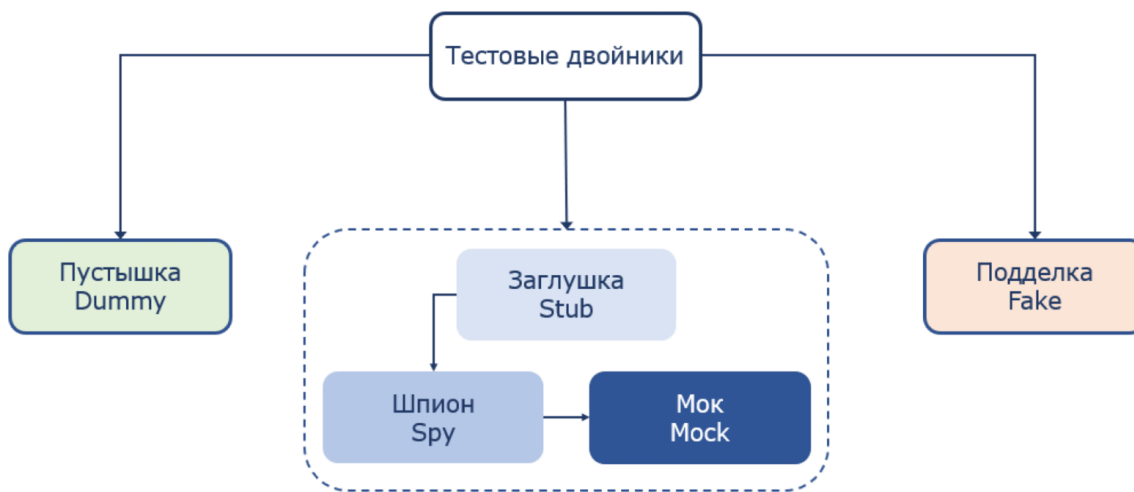 Тестовые двойники
Пустышка
Dummy
Заглушка
Stub
Шпион
Spy
Мок
Mock
Подделка
Fake